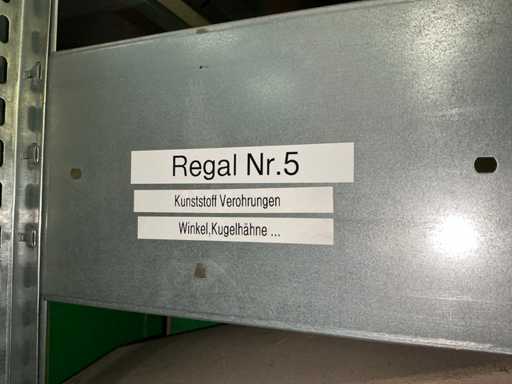 Regal Nr.5
Kunststoff Verohrungen
Winkel,Kugelhähne ...